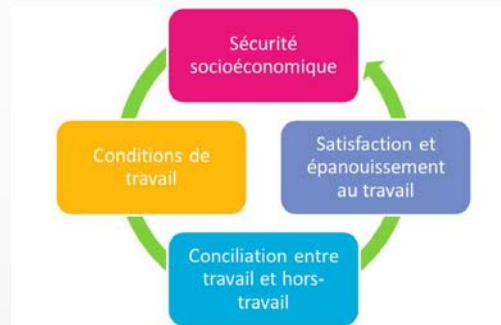 Sécurité
socioéconomique
Conditions de
travail
Satisfaction et
épanouissement
au travail
Conciliation entre
travail et hors-
travail